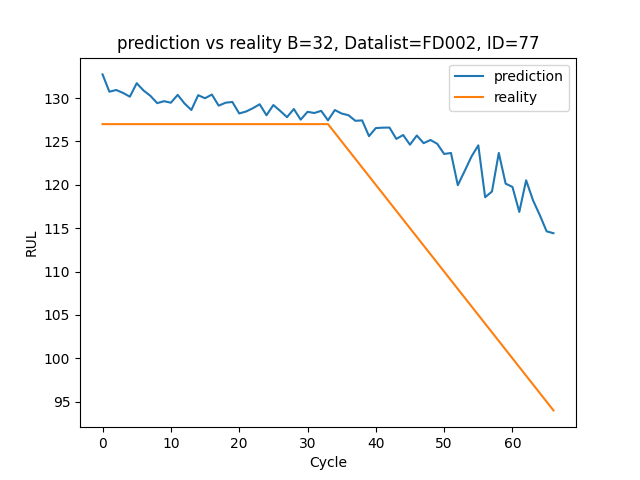 prediction vs reality B=32, Datalist=FD002, ID=77
prediction
reality
RUL
130
125
120
115
110
105
100
95
0 10 20 30 40 50 60
Cycle